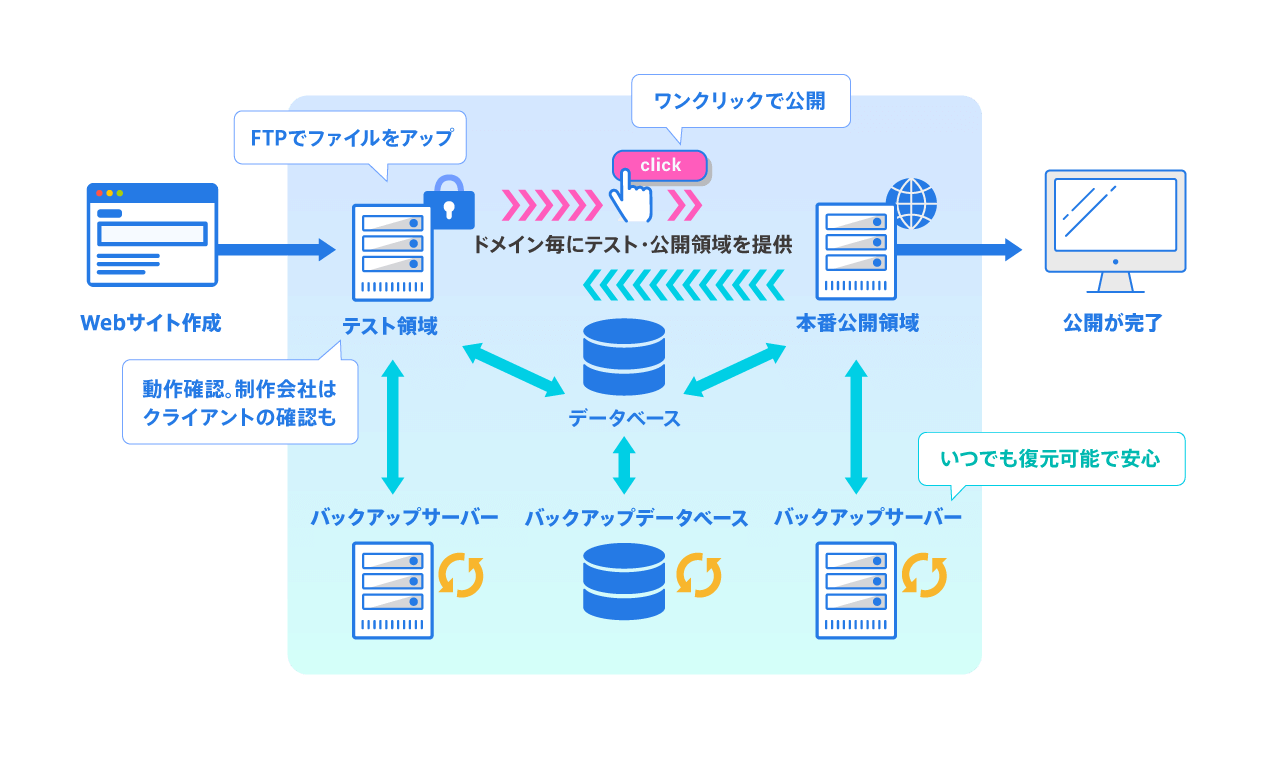 ワンクリックで公開
FTPでファイルをアップ
click
ドメイン毎にテスト・公開領域を提供
Webサイト作成
テスト領域
本番公開領域
公開が完了
動作確認。制作会社は
クライアントの確認も
データベース
いつでも復元可能で安心
バックアップサーバー
バックアップデータベース
バックアップサーバー